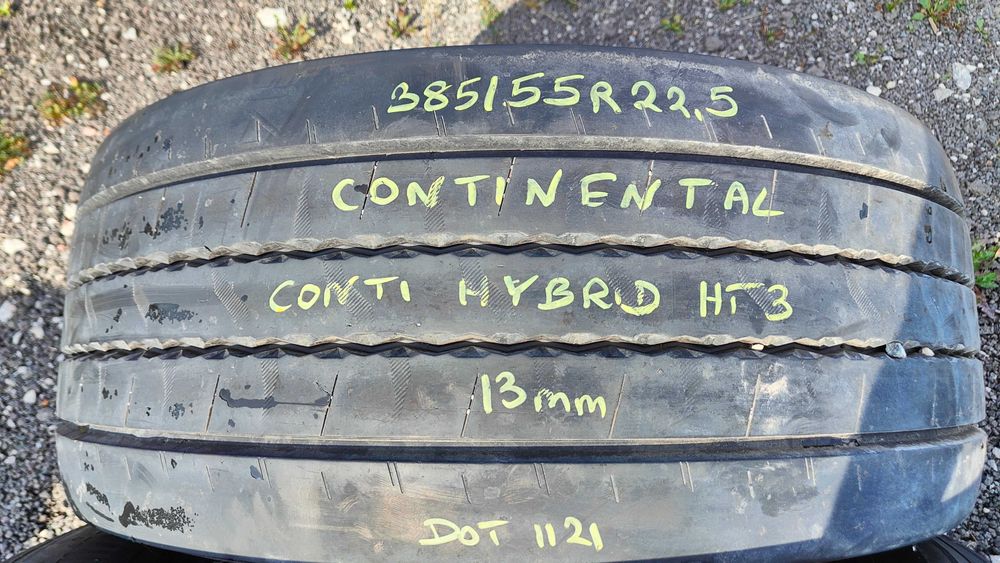 385/55R22,5
CONTINENTAL
CONTI HYBRID HT3
13mm
DOT 1121